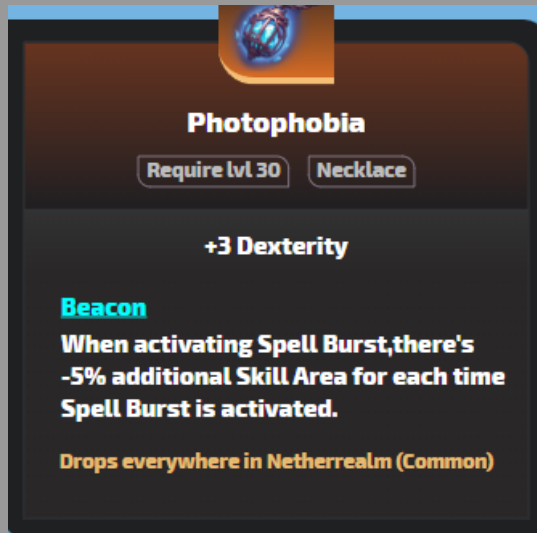 Photophobia
Require lvl 30 Necklace
+3 Dexterity
Beacon
When activating Spell Burst,there's
-5% additional Skill Area for each time
Spell Burst is activated.
Drops everywhere in Netherrealm (Common)